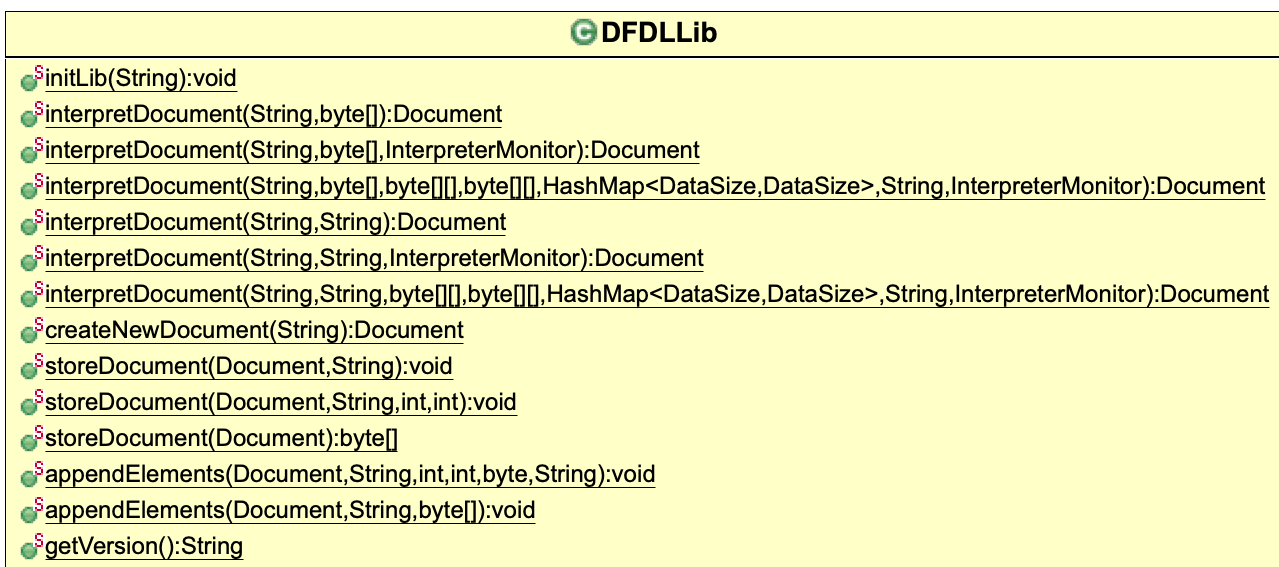 C DFDLLib
S initLib(String):void
S interpretDocument(String,byte[]):Document
S interpretDocument(String,byte[],InterpreterMonitor):Document
S interpretDocument(String,byte[],byte[][],byte[][],HashMap<DataSize,DataSize>,String,InterpreterMonitor):Document
S interpretDocument(String,String):Document
S interpretDocument(String,String,InterpreterMonitor):Document
S interpretDocument(String,String,byte[][],byte[][],HashMap<DataSize,DataSize>,String,InterpreterMonitor):Document
S createNewDocument(String):Document
S storeDocument(Document,String):void
S storeDocument(Document,String,int,int):void
S storeDocument(Document):byte[]
S appendElements(Document,String,int,int,byte,String):void
S appendElements(Document,String,byte[]):void
S getVersion():String